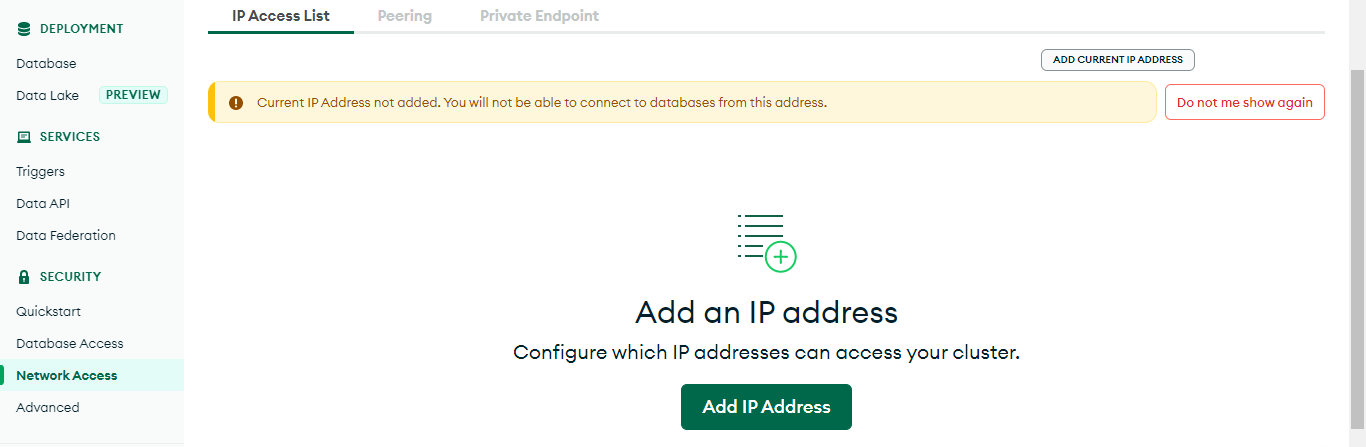 DEPLOYMENT
Database
Data Lake PREVIEW
SERVICES
Triggers
Data API
Data Federation
SECURITY
Quickstart
Database Access
Network Access
Advanced
IP Access List Peering Private Endpoint
ADD CURRENT IP ADDRESS
Current IP Address not added. You will not be able to connect to databases from this address.
Do not me show again
Add an IP address
Configure which IP addresses can access your cluster.
Add IP Address